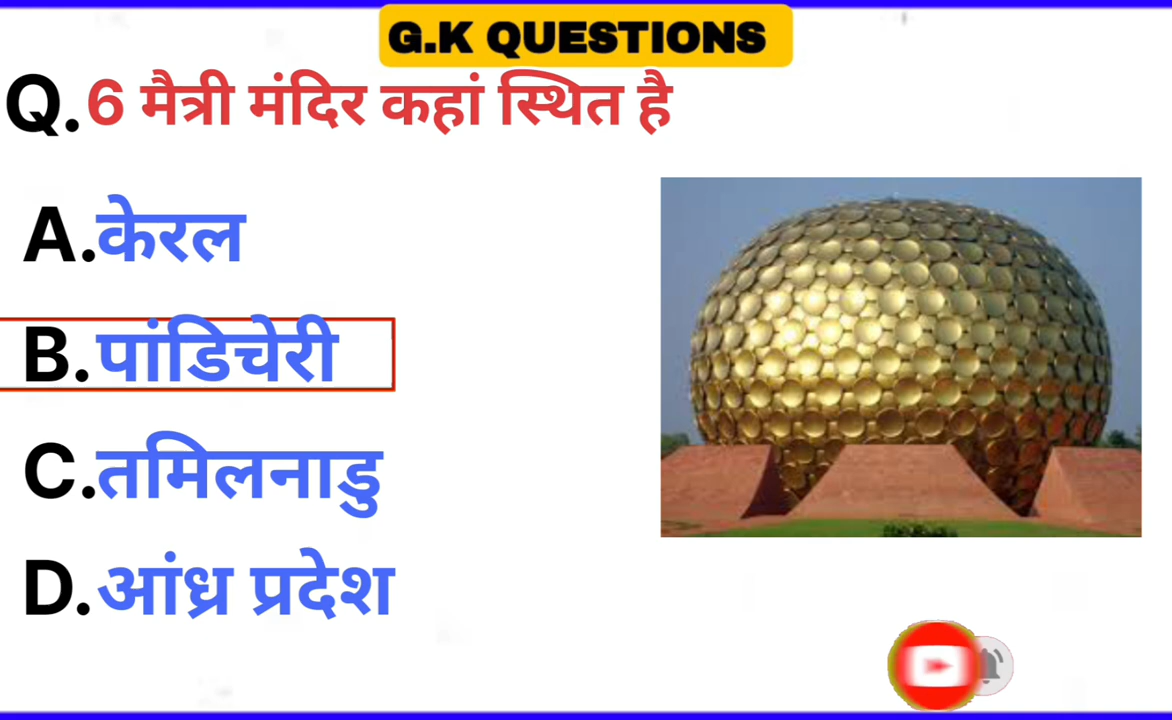 G.K QUESTIONS
Q.6 मैत्री मंदिर कहां स्थित है
A.केरल
B.पांडिचेरी
C.तमिलनाडु
D.आंध्र प्रदेश